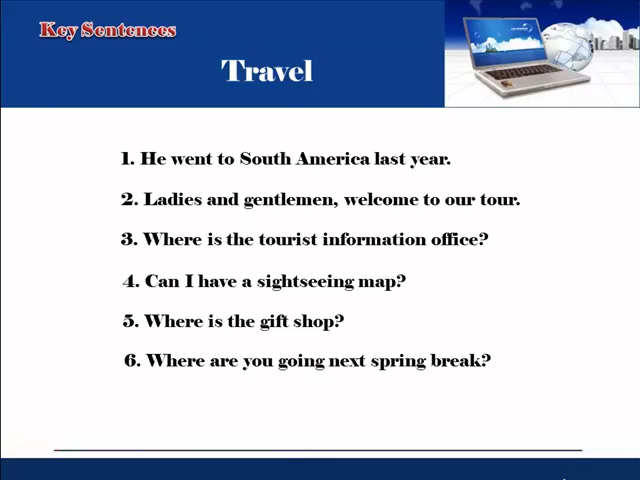 Key Sentences
Travel
1. He went to South America last year.
2. Ladies and gentlemen, welcome to our tour.
3. Where is the tourist information office?
4. Can I have a sightseeing map?
5. Where is the gift shop?
6. Where are you going next spring break?